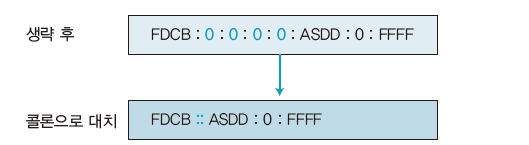 생략 후
FDCB : 0 : 0 : 0 : 0 : ASDD : 0 : FFFF
콜론으로 대치
FDCB :: ASDD : 0 : FFFF